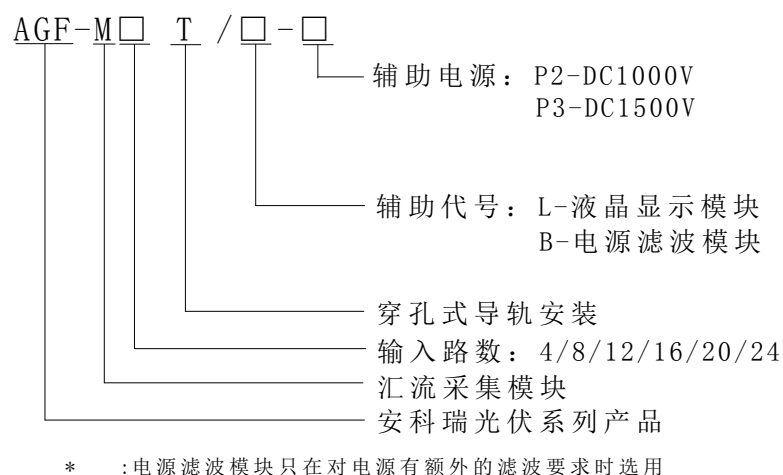 AGF-M□ T /□-□
辅助电源：P2-DC1000V
P3-DC1500V
辅助代号：L-液晶显示模块
B-电源滤波模块
穿孔式导轨安装
输入路数：4/8/12/16/20/24
汇流采集模块
安科瑞光伏系列产品
* :电源滤波模块只在对电源有额外的滤波要求时选用